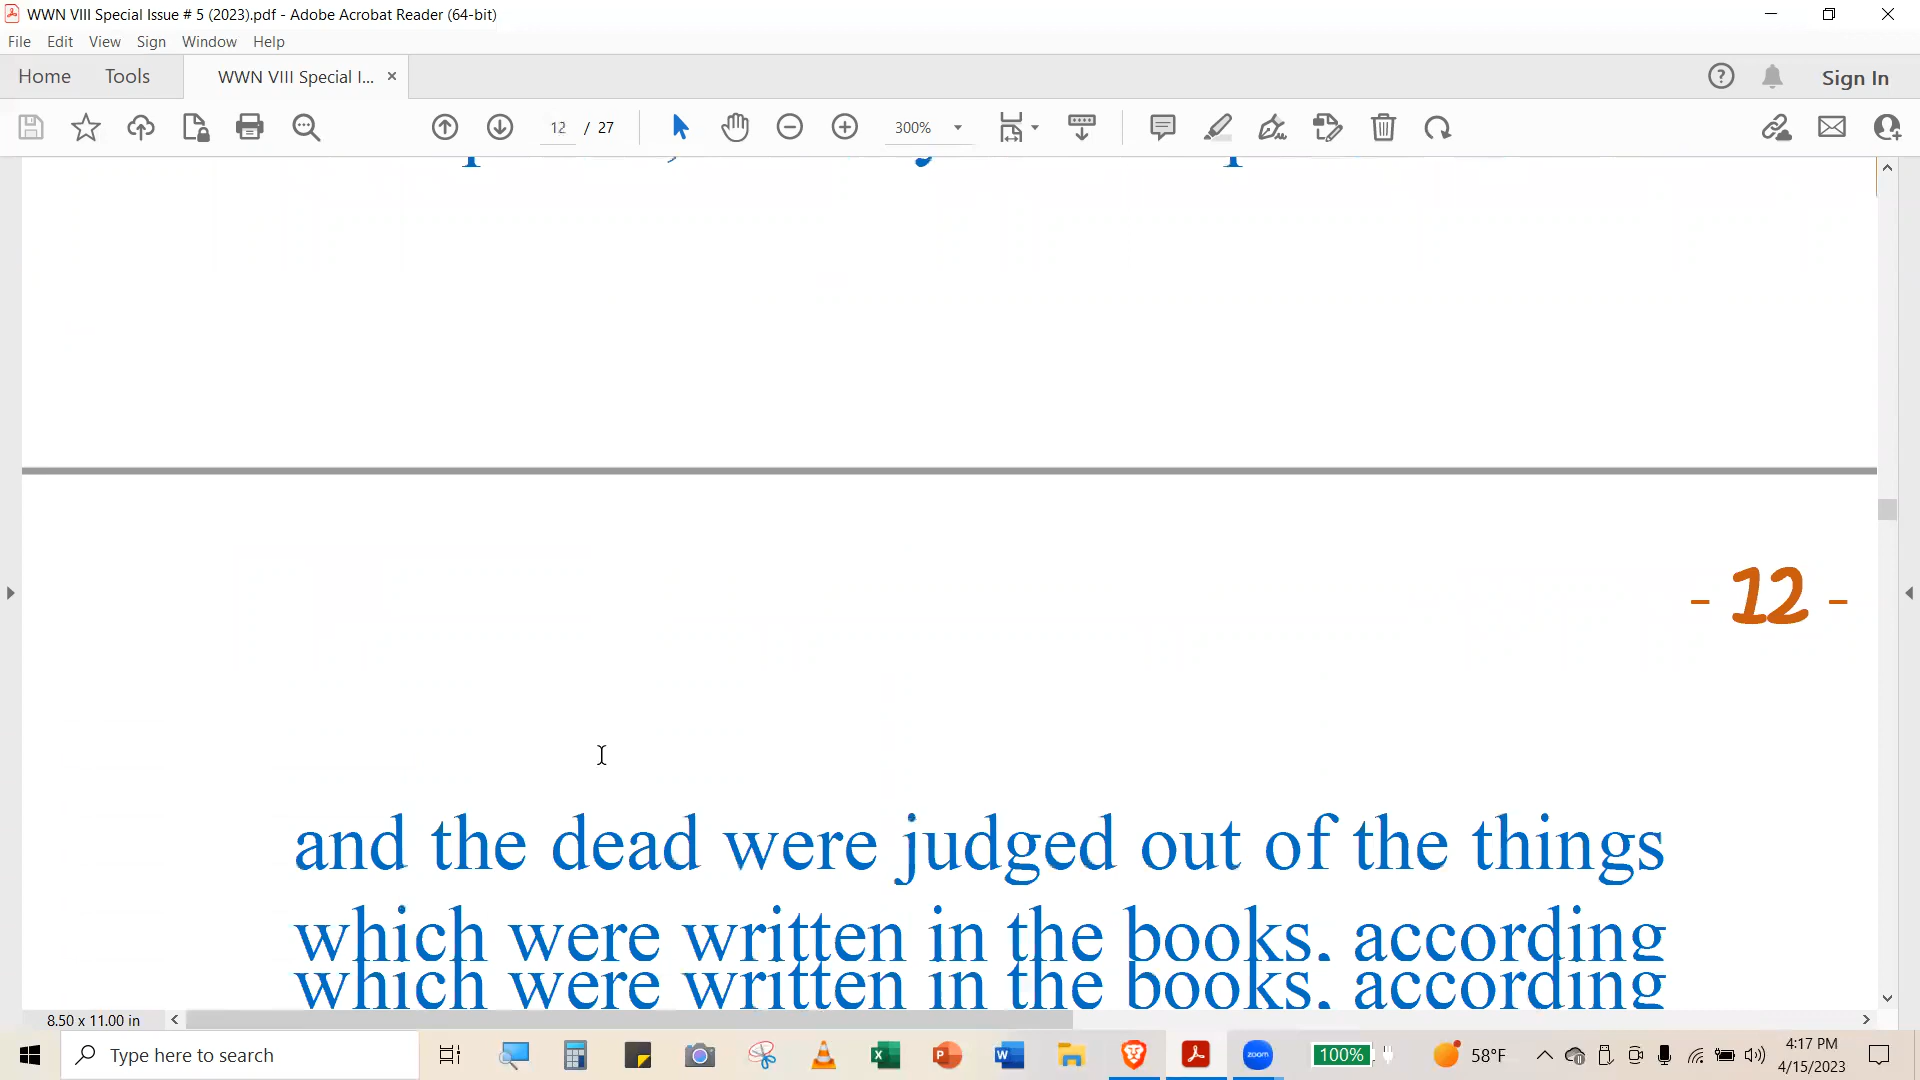 WWN VIII Special Issue # 5 (2023).pdf - Adobe Acrobat Reader (64-bit)
File Edit View Sign Window Help
Home Tools WWN VIII Special I... × Sign In
12 / 27 300%
- 12 -
and the dead were judged out of the things
which were written in the books, according
which were written in the books, according
8.50 x 11.00 in
Type here to search 100% 58°F 4:17 PM
4/15/2023
zoom